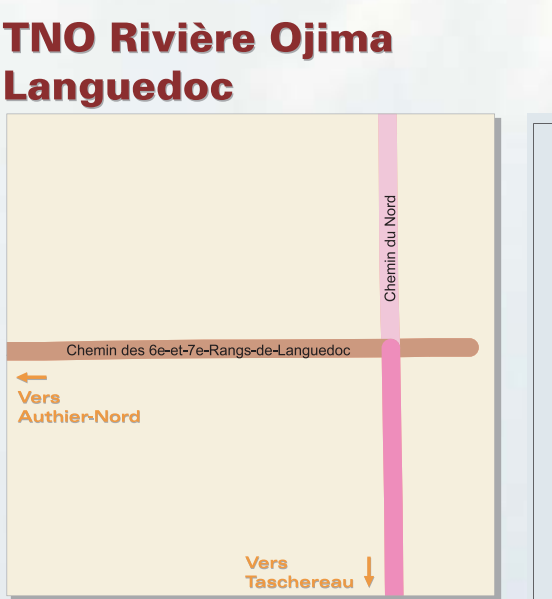 TNO Rivière Ojima
Languedoc
Chemin du Nord
Chemin des 6e-et-7e-Rangs-de-Languedoc
Vers
Authier-Nord
Vers
Taschereau